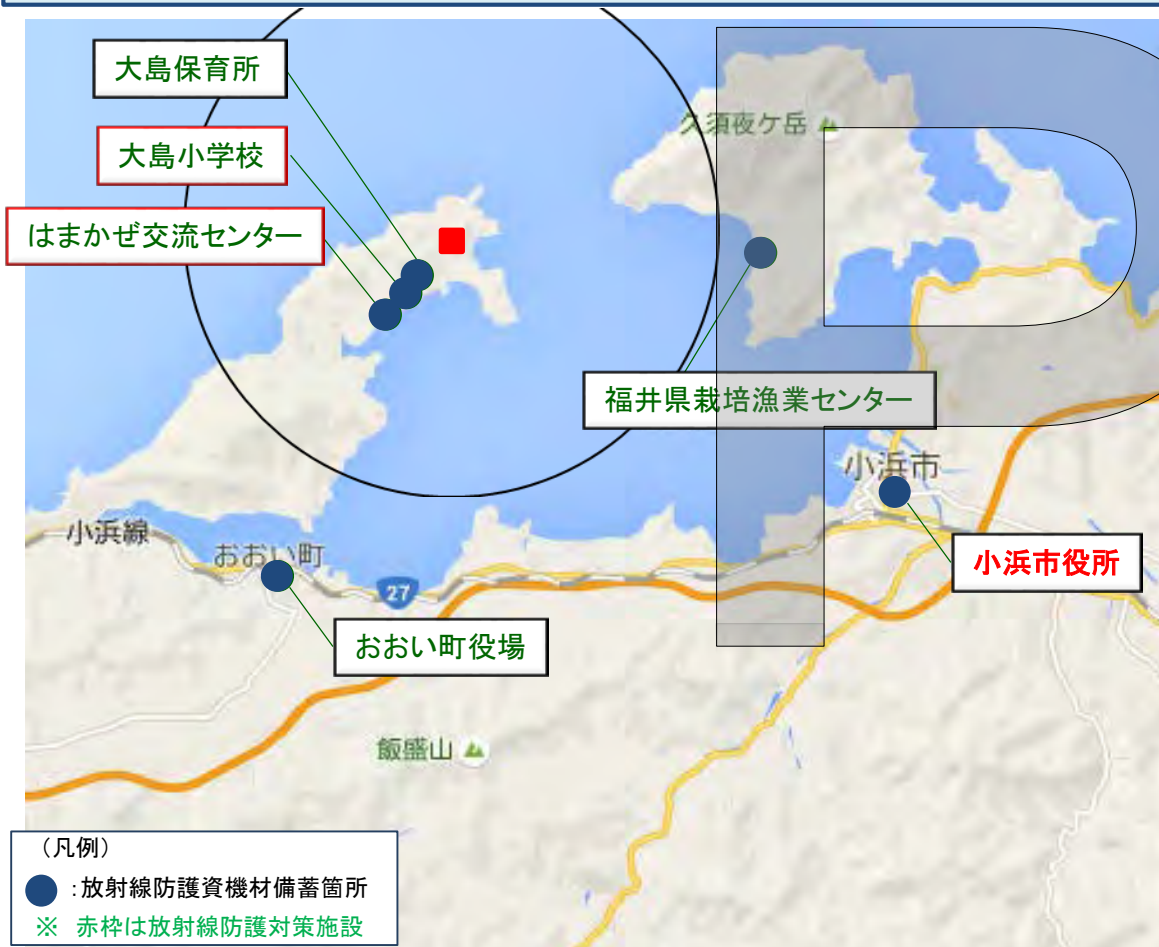 大島保育所
久須夜ケ岳
大島小学校
はまかぜ交流センター
福井県栽培漁業センター
小浜市
小浜線
おおい町
27
小浜市役所
おおい町役場
飯盛山
（凡例）
：放射線防護資機材備蓄箇所
※ 赤枠は放射線防護対策施設